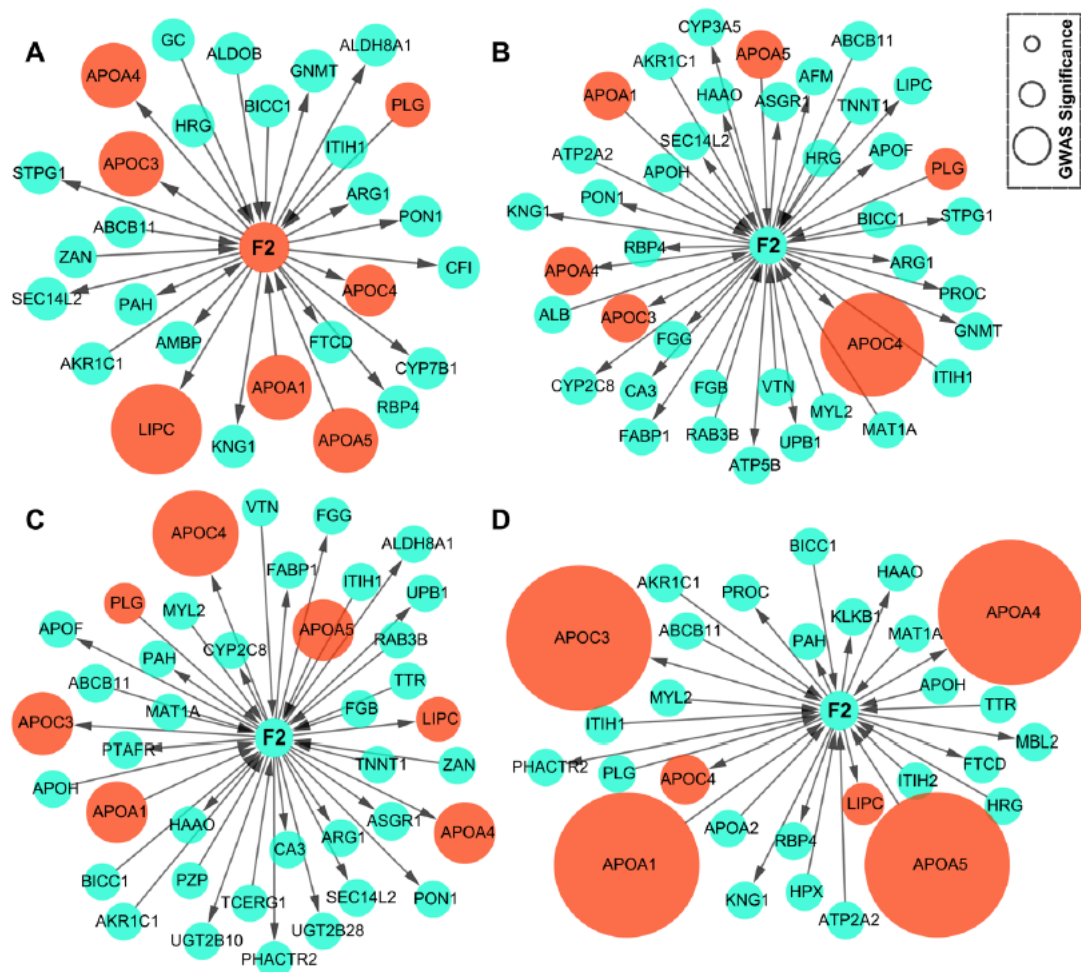 A
GC
ALDOB
ALDH8A1
GNMT
APOA4
BICC1
PLG
HRG
ITIH1
APOC3
STPG1
ARG1
PON1
ABCB11
F2
ZAN
CFI
SEC14L2
PAH
APOC4
AMBP
FTCD
AKR1C1
CYP7B1
APOA1
RBP4
LIPC
APOA5
KNG1
B
CYP3A5
APOA5
ABCB11
AKR1C1
AFM
HAAO
LIPC
APOA1
ASGR1
TNNT1
SEC14L2
ATP2A2
HRG
APOF
APOH
PLG
PON1
KNG1
BICC1
STPG1
F2
RBP4
ARG1
APOA4
PROC
ALB
APOC3
GNMT
FGG
APOC4
ITIH1
CYP2C8
CA3
FGB
VTN
MYL2
FABP1
RAB3B
UPB1
MAT1A
ATP5B
GWAS Significance
C
VTN
FGG
APOC4
ALDH8A1
FABP1
ITIH1
PLG
MYL2
UPB1
APOA5
APOF
CYP2C8
RAB3B
PAH
ABCB11
TTR
MAT1A
FGB
APOC3
LIPC
F2
PTAFR
TNNT1
ZAN
APOH
APOA1
HAAO
ASGR1
APOA4
CA3
ARG1
BICC1
PZP
SEC14L2
PON1
TCERG1
AKR1C1
UGT2B10
UGT2B28
PHACTR2
D
BICC1
HAAO
AKR1C1
PROC
APOA4
KLKB1
APOC3
ABCB11
PAH
MAT1A
APOH
MYL2
TTR
F2
ITIH1
MBL2
PHACTR2
PLG
APOC4
FTCD
ITIH2
LIPC
HRG
APOA2
RBP4
APOA1
APOA5
KNG1
HPX
ATP2A2